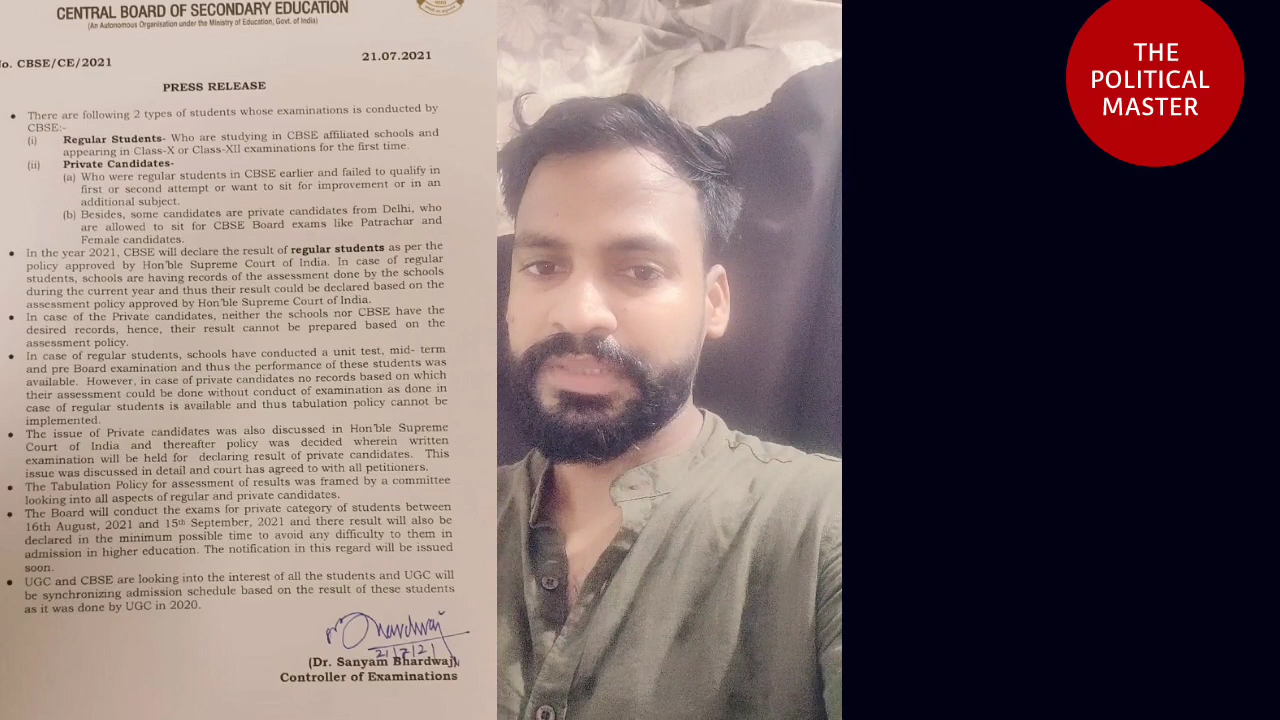 CENTRAL BOARD OF SECONDARY EDUCATION
(An Autonomous Organisation under the Ministry of Education, Govt. of India)
No. CBSE/CE/2021
21.07.2021
PRESS RELEASE
• There are following 2 types of students whose examinations is conducted by
CBSE:-
(i) Regular Students- Who are studying in CBSE affiliated schools and
appearing in Class-X or Class-XII examinations for the first time.
(ii) Private Candidates-
(a) Who were regular students in CBSE earlier and failed to qualify in
first or second attempt or want to sit for improvement or in an
additional subject.
(b) Besides, some candidates are private candidates from Delhi, who
are allowed to sit for CBSE Board exams like Patrachar and
Female candidates.
• In the year 2021, CBSE will declare the result of regular students as per the
policy approved by Hon'ble Supreme Court of India. In case of regular
students, schools are having records of the assessment done by the schools
during the current year and thus their result could be declared based on the
assessment policy approved by Hon'ble Supreme Court of India.
• In case of the Private candidates, neither the schools nor CBSE have the
desired records, hence, their result cannot be prepared based on the
assessment policy.
• In case of regular students, schools have conducted a unit test, mid- term
and pre Board examination and thus the performance of these students was
available. However, in case of private candidates no records based on which
their assessment could be done without conduct of examination as done in
case of regular students is available and thus tabulation policy cannot be
implemented.
• The issue of Private candidates was also discussed in Hon'ble Supreme
Court of India and thereafter policy was decided wherein written
examination will be held for declaring result of private candidates. This
issue was discussed in detail and court has agreed to with all petitioners.
• The Tabulation Policy for assessment of results was framed by a committee
looking into all aspects of regular and private candidates.
• The Board will conduct the exams for private category of students between
16th August, 2021 and 15th September, 2021 and there result will also be
declared in the minimum possible time to avoid any difficulty to them in
admission in higher education. The notification in this regard will be issued
soon.
• UGC and CBSE are looking into the interest of all the students and UGC will
be synchronizing admission schedule based on the result of these students
as it was done by UGC in 2020.
21/7/21
(Dr. Sanyam Bhardwaj)
Controller of Examinations
THE
POLITICAL
MASTER